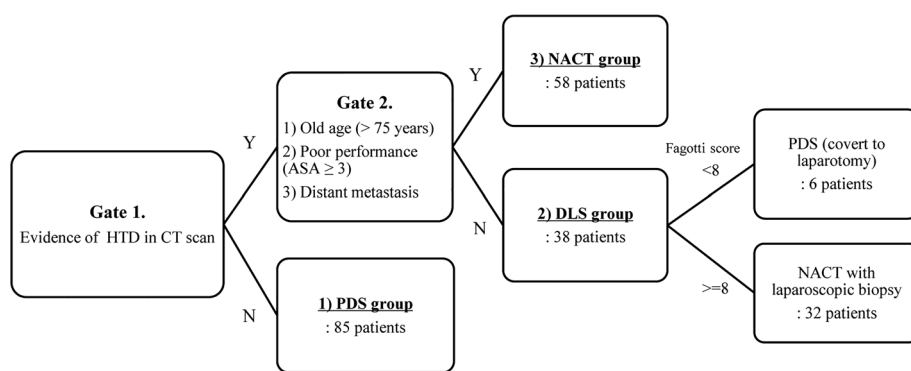 Gate 1.
Evidence of HTD in CT scan
Y
N
Gate 2.
1) Old age (> 75 years)
2) Poor performance
(ASA ≥ 3)
3) Distant metastasis
1) PDS group
: 85 patients
Y
N
3) NACT group
: 58 patients
2) DLS group
: 38 patients
Fagotti score
<8
>=8
PDS (covert to
laparotomy)
: 6 patients
NACT with
laparoscopic biopsy
: 32 patients